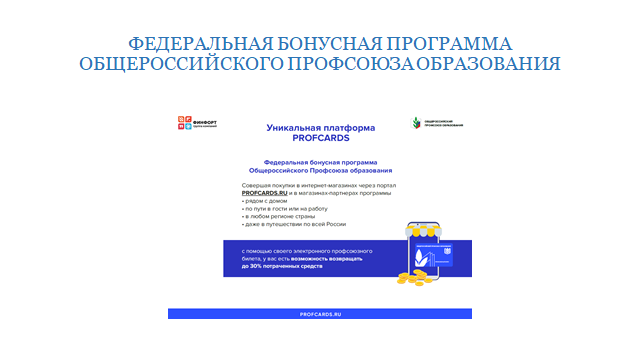 ФЕДЕРАЛЬНАЯ БОНУСНАЯ ПРОГРАММА
ОБЩЕРОССИЙСКОГО ПРОФСОЮЗА ОБРАЗОВАНИЯ
ФИНФОРТ
ГРУППА КОМПАНИЙ
ОБЩЕРОССИЙСКИЙ
ПРОФСОЮЗ ОБРАЗОВАНИЯ
Уникальная платформа
PROFCARDS
Федеральная бонусная программа
Общероссийского Профсоюза образования
Совершая покупки в интернет-магазинах через портал
PROFCARDS.RU и в магазинах-партнерах программы
• рядом с домом
• по пути в гости или на работу
• в любом регионе страны
• даже в путешествии по всей России
с помощью своего электронного профсоюзного
билета, у вас есть возможность возвращать
до 30% потраченных средств
PROFCARDS.RU